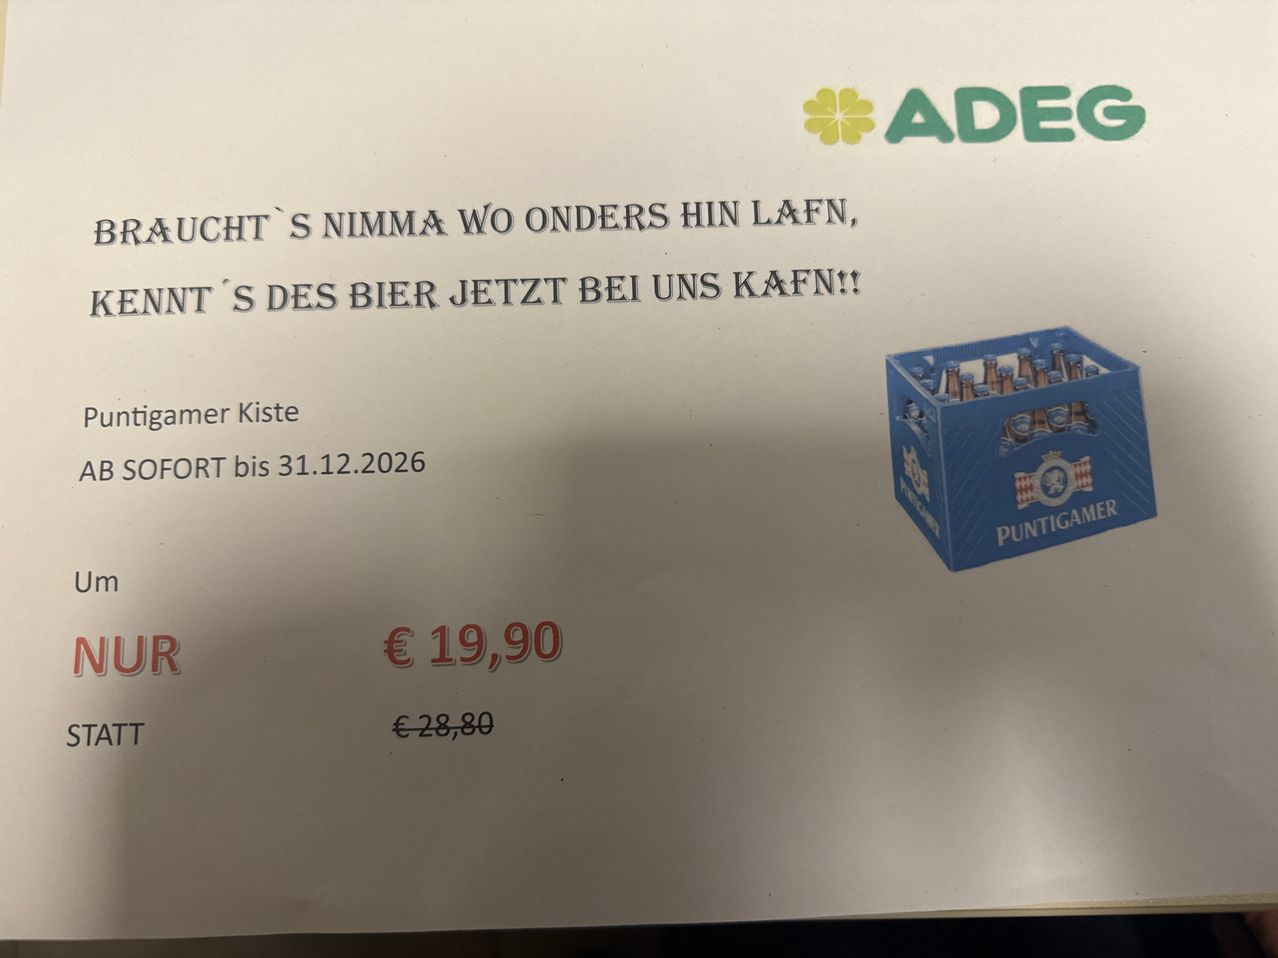 ADEG
BRAUCHT`S NIMMA WO ONDERS HIN LAFN,
KENNT´S DES BIER JETZT BEI UNS KAFN!!
Puntigamer Kiste
AB SOFORT bis 31.12.2026
PUNTIGAMER
PUNTIGAMER
Um
NUR € 19,90
STATT € 28,80